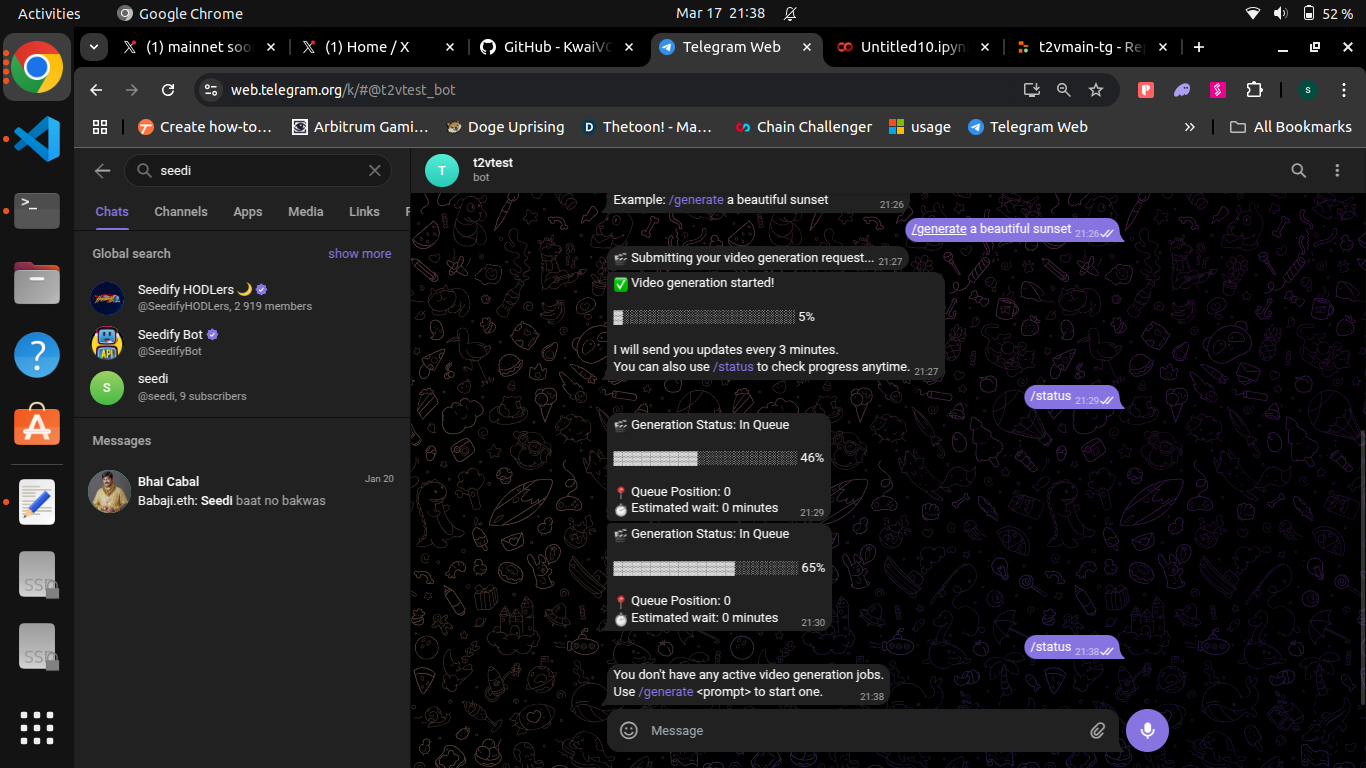 Activities
Google Chrome
Mar 17 21:38
52 %
(1) mainnet soo
(1) Home / X
GitHub - KwaiVG
Telegram Web
Untitled10.ipyn
t2vmain-tg - Re
web.telegram.org/k/#@t2vtest_bot
S
Create how-to…
Arbitrum Gami…
Doge Uprising
D
Thetoon! - Ma…
Chain Challenger
usage
Telegram Web
All Bookmarks
seedi
Chats
Channels
Apps
Media
Links
Global search
show more
Seedify HODLers 🌙
@SeedifyHODLers, 2 919 members
Seedify Bot
@SeedifyBot
API
S
seedi
@seedi, 9 subscribers
Messages
Bhai Cabal
Jan 20
Babaji.eth: Seedi baat no bakwas
SSD
SSD
T
t2vtest
bot
Example: /generate a beautiful sunset
21:26
/generate a beautiful sunset 21:26
🎬 Submitting your video generation request... 21:27
✅ Video generation started!
▓░░░░░░░░░░░░░░░░░░░ 5%
I will send you updates every 3 minutes.
You can also use /status to check progress anytime. 21:27
/status 21:29
🎬 Generation Status: In Queue
▓▓▓▓▓▓▓▓▓░░░░░░░░░░░ 46%
📍 Queue Position: 0
⏱ Estimated wait: 0 minutes 21:29
🎬 Generation Status: In Queue
▓▓▓▓▓▓▓▓▓▓▓▓▓░░░░░░░ 65%
📍 Queue Position: 0
⏱ Estimated wait: 0 minutes 21:30
/status 21:38
You don't have any active video generation jobs.
Use /generate <prompt> to start one. 21:38
Message